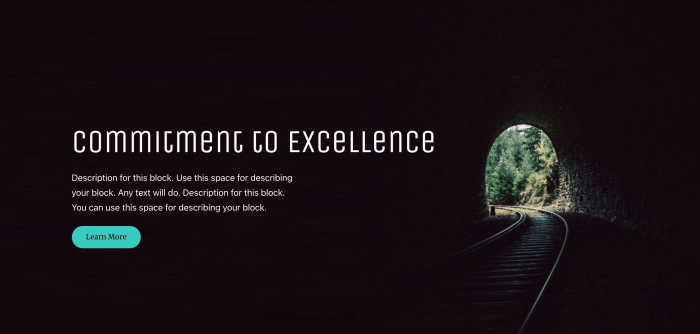 Commitment to Excellence
Description for this block. Use this space for describing
your block. Any text will do. Description for this block.
You can use this space for describing your block.
Learn More